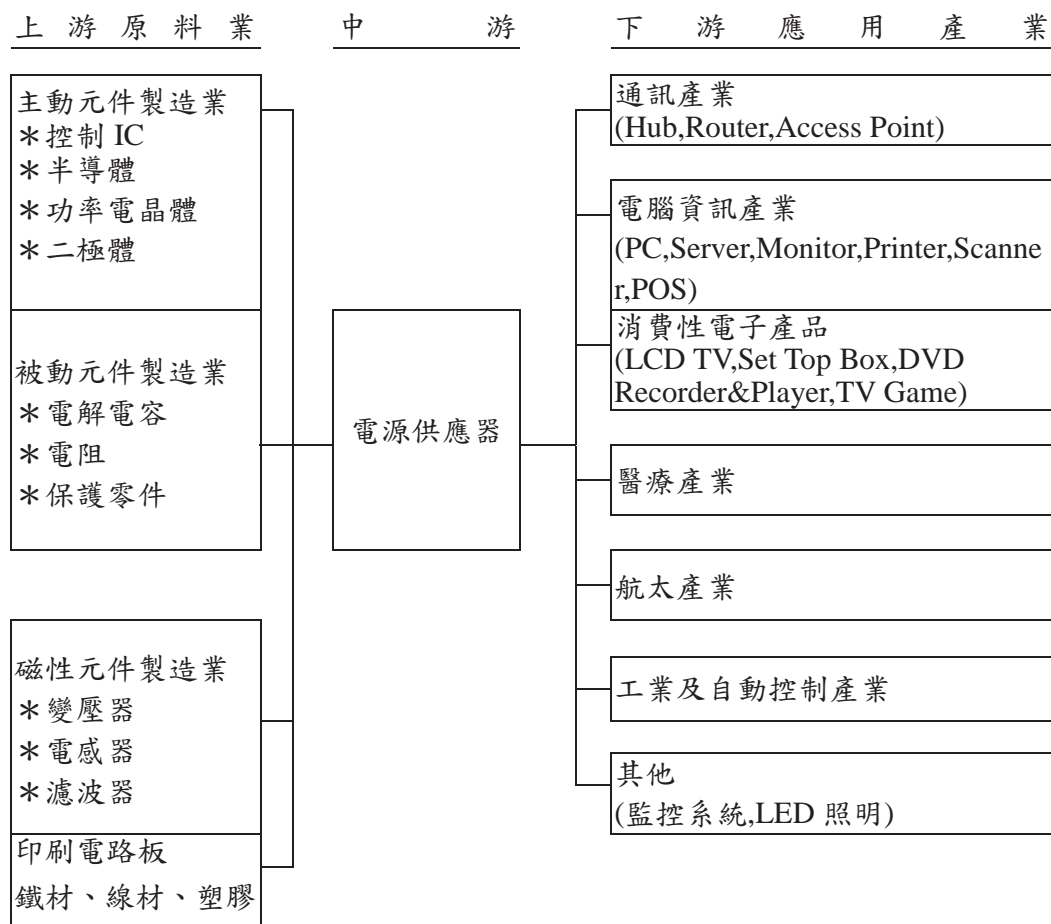 上游原料業
中游
下游應用產業
主動元件製造業
＊控制 IC
＊半導體
＊功率電晶體
＊二極體
被動元件製造業
＊電解電容
＊電阻
＊保護零件
磁性元件製造業
＊變壓器
＊電感器
＊濾波器
印刷電路板
鐵材、線材、塑膠
電源供應器
通訊產業
(Hub,Router,Access Point)
電腦資訊產業
(PC,Server,Monitor,Printer,Scanne
r,POS)
消費性電子產品
(LCD TV,Set Top Box,DVD
Recorder&Player,TV Game)
醫療產業
航太產業
工業及自動控制產業
其他
(監控系統,LED 照明)